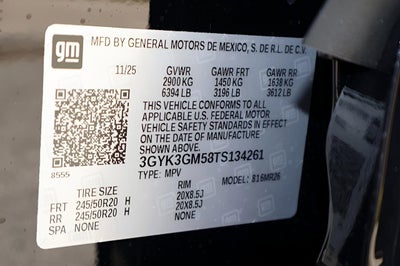 gm MFD BY GENERAL MOTORS DE MEXICO, S. DE R.L. DE C.V.
11/25 GVWR GAWR FRT GAWR RR
2900 KG 1450 KG 1638 KG
6394 LB 3196 LB 3612 LB
THIS VEHICLE CONFORMS TO ALL
APPLICABLE U.S. FEDERAL MOTOR
VEHICLE SAFETY STANDARDS IN EFFECT
ON THE DATE OF MANUFACTURE
SHOWN ABOVE.
3GYK3GM58TS134261
8555 TYPE: MPV MODEL: B16MR26
TIRE SIZE RIM
FRT 245/50R20 H 20X8.5J
RR 245/50R20 H 20X8.5J
SPA NONE NONE